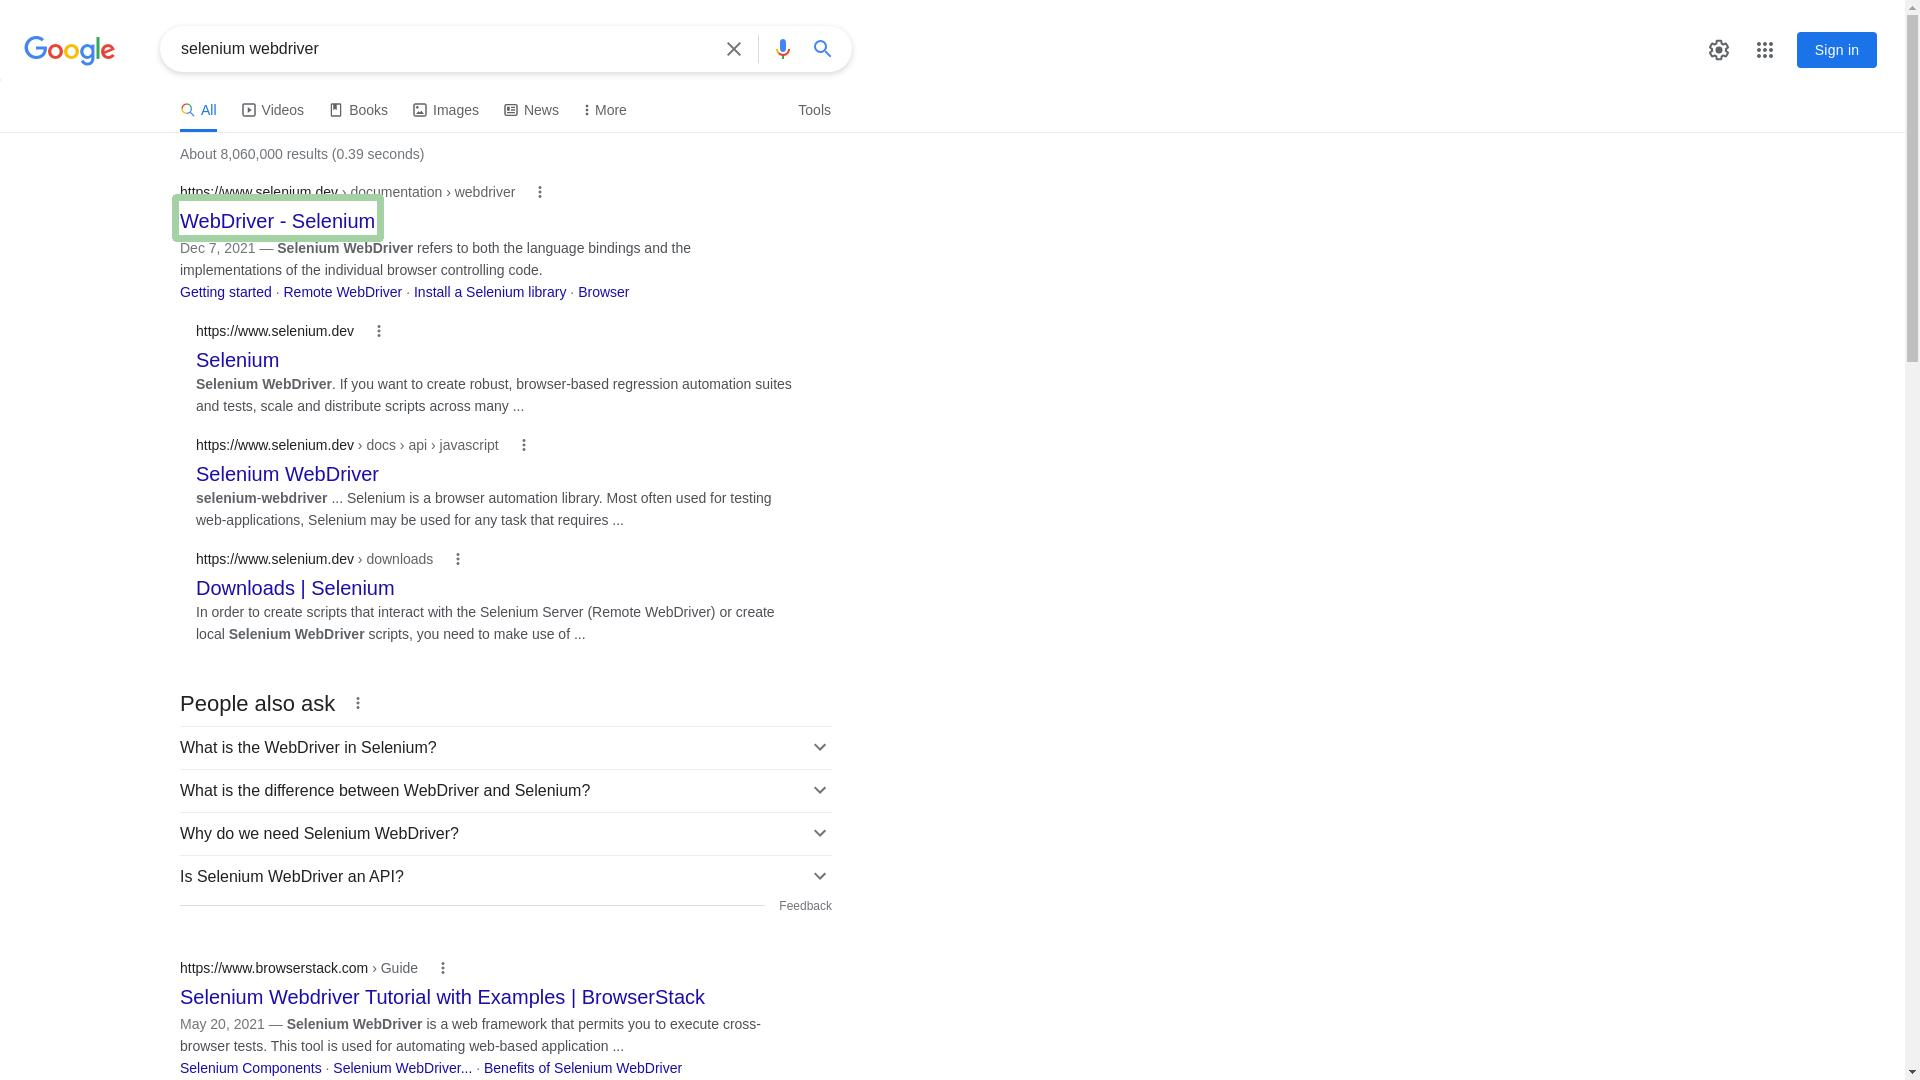 Google
selenium webdriver
Sign in
All Videos Books Images News More Tools
About 8,060,000 results (0.39 seconds)
https://www.selenium.dev › documentation › webdriver
WebDriver - Selenium
Dec 7, 2021 — Selenium WebDriver refers to both the language bindings and the
implementations of the individual browser controlling code.
Getting started · Remote WebDriver · Install a Selenium library · Browser
https://www.selenium.dev
Selenium
Selenium WebDriver. If you want to create robust, browser-based regression automation suites
and tests, scale and distribute scripts across many ...
https://www.selenium.dev › docs › api › javascript
Selenium WebDriver
selenium-webdriver ... Selenium is a browser automation library. Most often used for testing
web-applications, Selenium may be used for any task that requires ...
https://www.selenium.dev › downloads
Downloads | Selenium
In order to create scripts that interact with the Selenium Server (Remote WebDriver) or create
local Selenium WebDriver scripts, you need to make use of ...
People also ask
What is the WebDriver in Selenium?
What is the difference between WebDriver and Selenium?
Why do we need Selenium WebDriver?
Is Selenium WebDriver an API?
Feedback
https://www.browserstack.com › Guide
Selenium Webdriver Tutorial with Examples | BrowserStack
May 20, 2021 — Selenium WebDriver is a web framework that permits you to execute cross-
browser tests. This tool is used for automating web-based application ...
Selenium Components · Selenium WebDriver... · Benefits of Selenium WebDriver